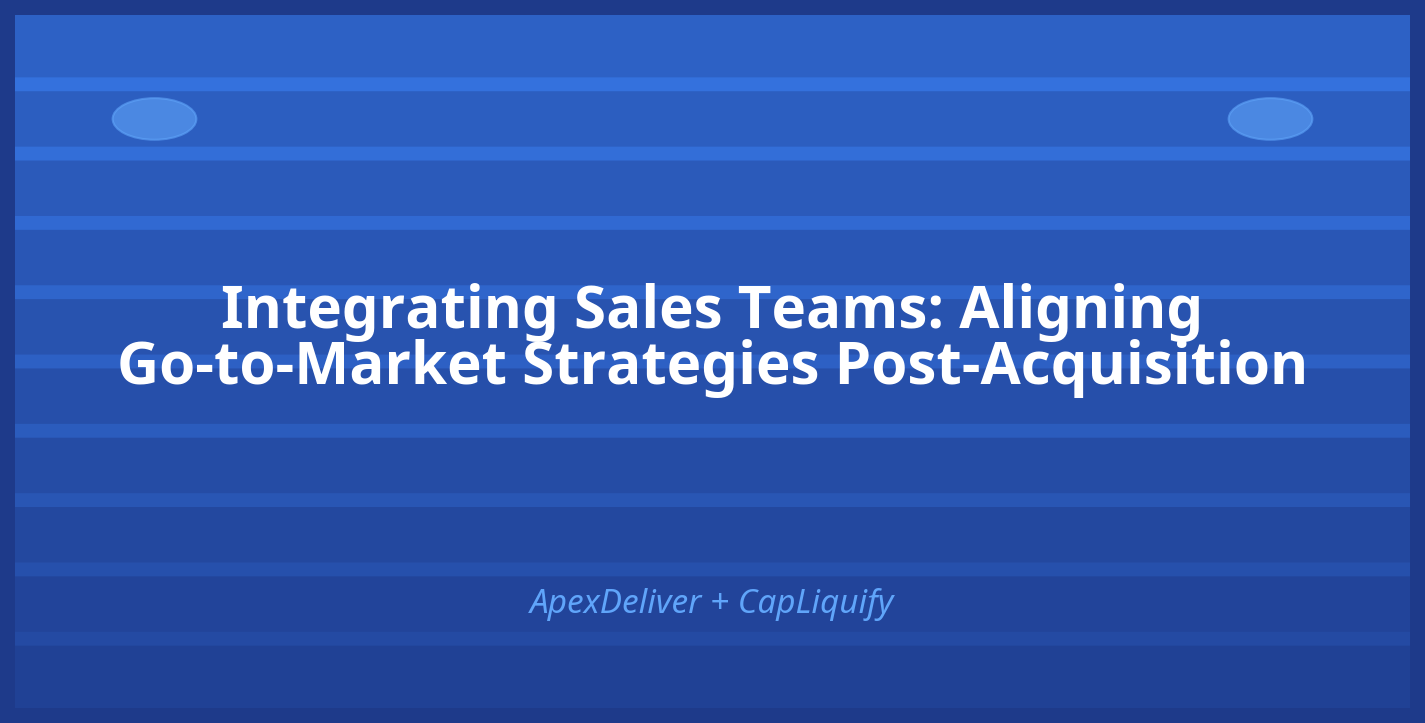 Integrating Sales Teams: Aligning
Go-to-Market Strategies Post-Acquisition
ApexDeliver + CapLiquify